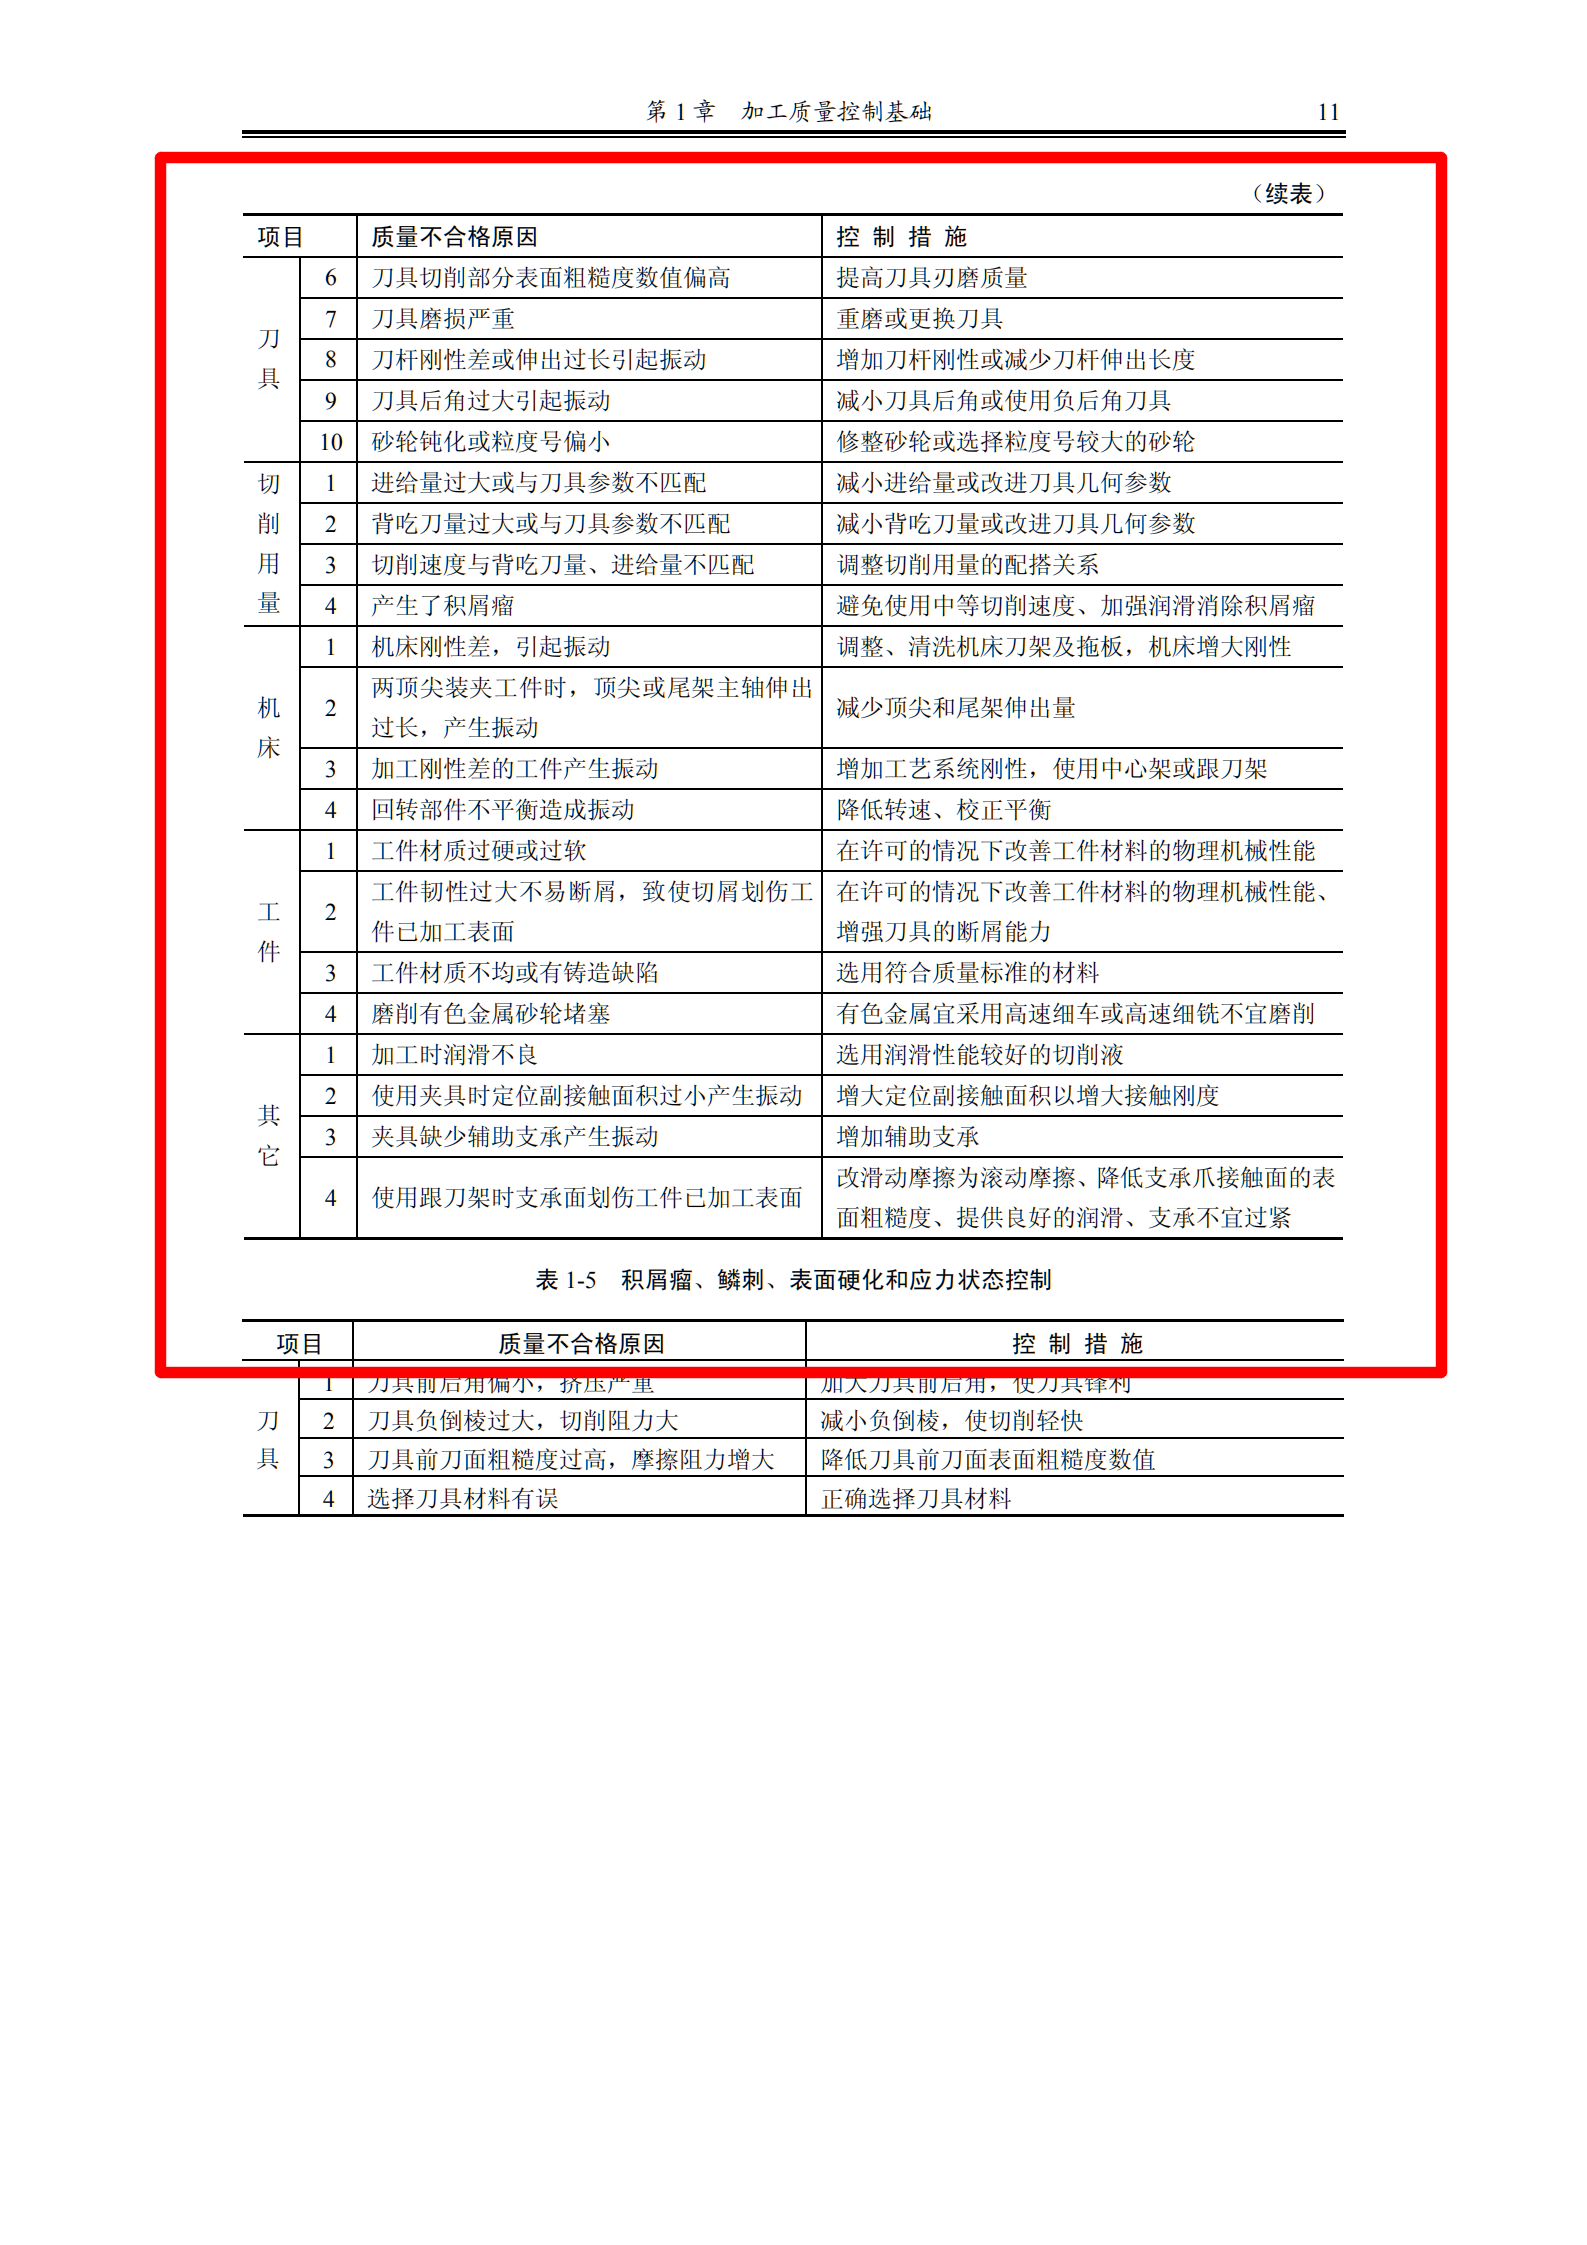 第 1 章　加工质量控制基础　11
（续表）
项目　质量不合格原因　控 制 措 施
刀具
6　刀具切削部分表面粗糙度数值偏高　提高刀具刃磨质量
7　刀具磨损严重　重磨或更换刀具
8　刀杆刚性差或伸出过长引起振动　增加刀杆刚性或减少刀杆伸出长度
9　刀具后角过大引起振动　减小刀具后角或使用负后角刀具
10　砂轮钝化或粒度号偏小　修整砂轮或选择粒度号较大的砂轮
切削用量
1　进给量过大或与刀具参数不匹配　减小进给量或改进刀具几何参数
2　背吃刀量过大或与刀具参数不匹配　减小背吃刀量或改进刀具几何参数
3　切削速度与背吃刀量、进给量不匹配　调整切削用量的配搭关系
4　产生了积屑瘤　避免使用中等切削速度、加强润滑消除积屑瘤
机床
1　机床刚性差，引起振动　调整、清洗机床刀架及拖板，机床增大刚性
2　两顶尖装夹工件时，顶尖或尾架主轴伸出
过长，产生振动　减少顶尖和尾架伸出量
3　加工刚性差的工件产生振动　增加工艺系统刚性，使用中心架或跟刀架
4　回转部件不平衡造成振动　降低转速、校正平衡
工件
1　工件材质过硬或过软　在许可的情况下改善工件材料的物理机械性能
2　工件韧性过大不易断屑，致使切屑划伤工
件已加工表面　在许可的情况下改善工件材料的物理机械性能、
增强刀具的断屑能力
3　工件材质不均或有铸造缺陷　选用符合质量标准的材料
4　磨削有色金属砂轮堵塞　有色金属宜采用高速细车或高速细铣不宜磨削
其它
1　加工时润滑不良　选用润滑性能较好的切削液
2　使用夹具时定位副接触面积过小产生振动　增大定位副接触面积以增大接触刚度
3　夹具缺少辅助支承产生振动　增加辅助支承
4　使用跟刀架时支承面划伤工件已加工表面　改滑动摩擦为滚动摩擦、降低支承爪接触面的表
面粗糙度、提供良好的润滑、支承不宜过紧
表 1-5　积屑瘤、鳞刺、表面硬化和应力状态控制
项目　质量不合格原因　控 制 措 施
刀具
1　刀具前后角偏小，挤压严重　加大刀具前后角，使刀具锋利
2　刀具负倒棱过大，切削阻力大　减小负倒棱，使切削轻快
3　刀具前刀面粗糙度过高，摩擦阻力增大　降低刀具前刀面表面粗糙度数值
4　选择刀具材料有误　正确选择刀具材料